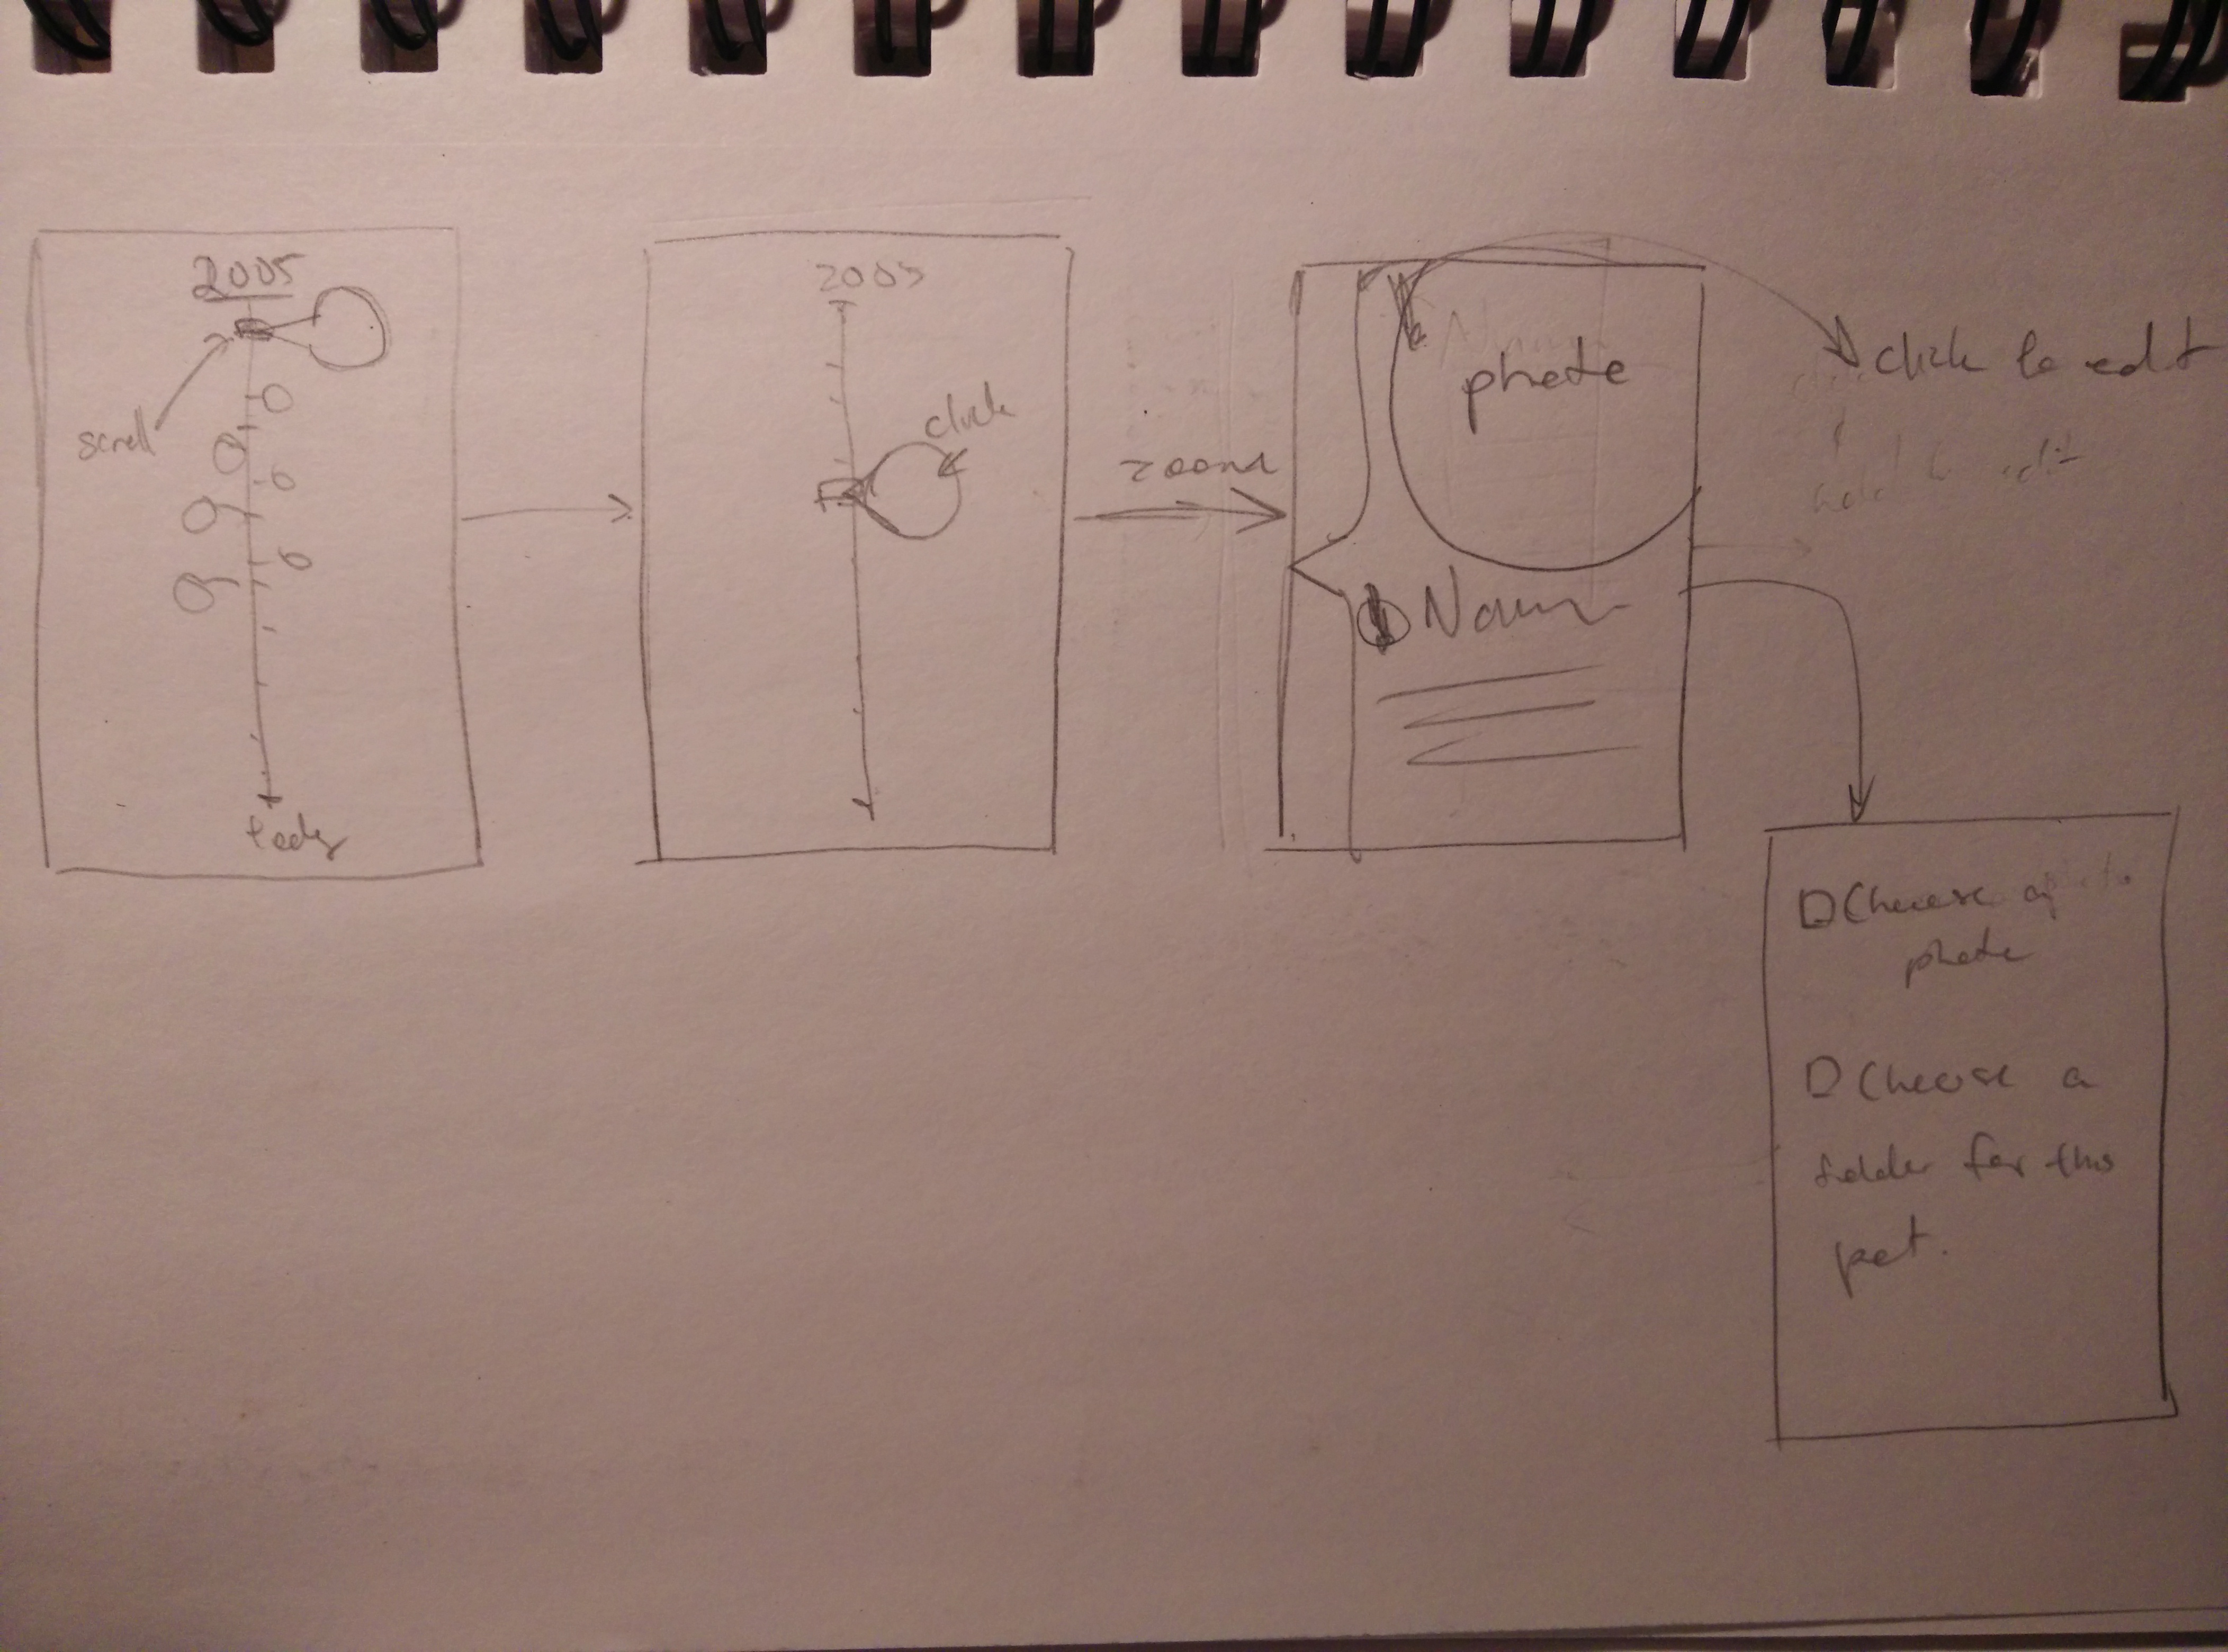 2005
scroll
today
2005
click
zoom
photo
Name
click to edit
hold to edit
Choose a
photo
Choose a
folder for this
pet.